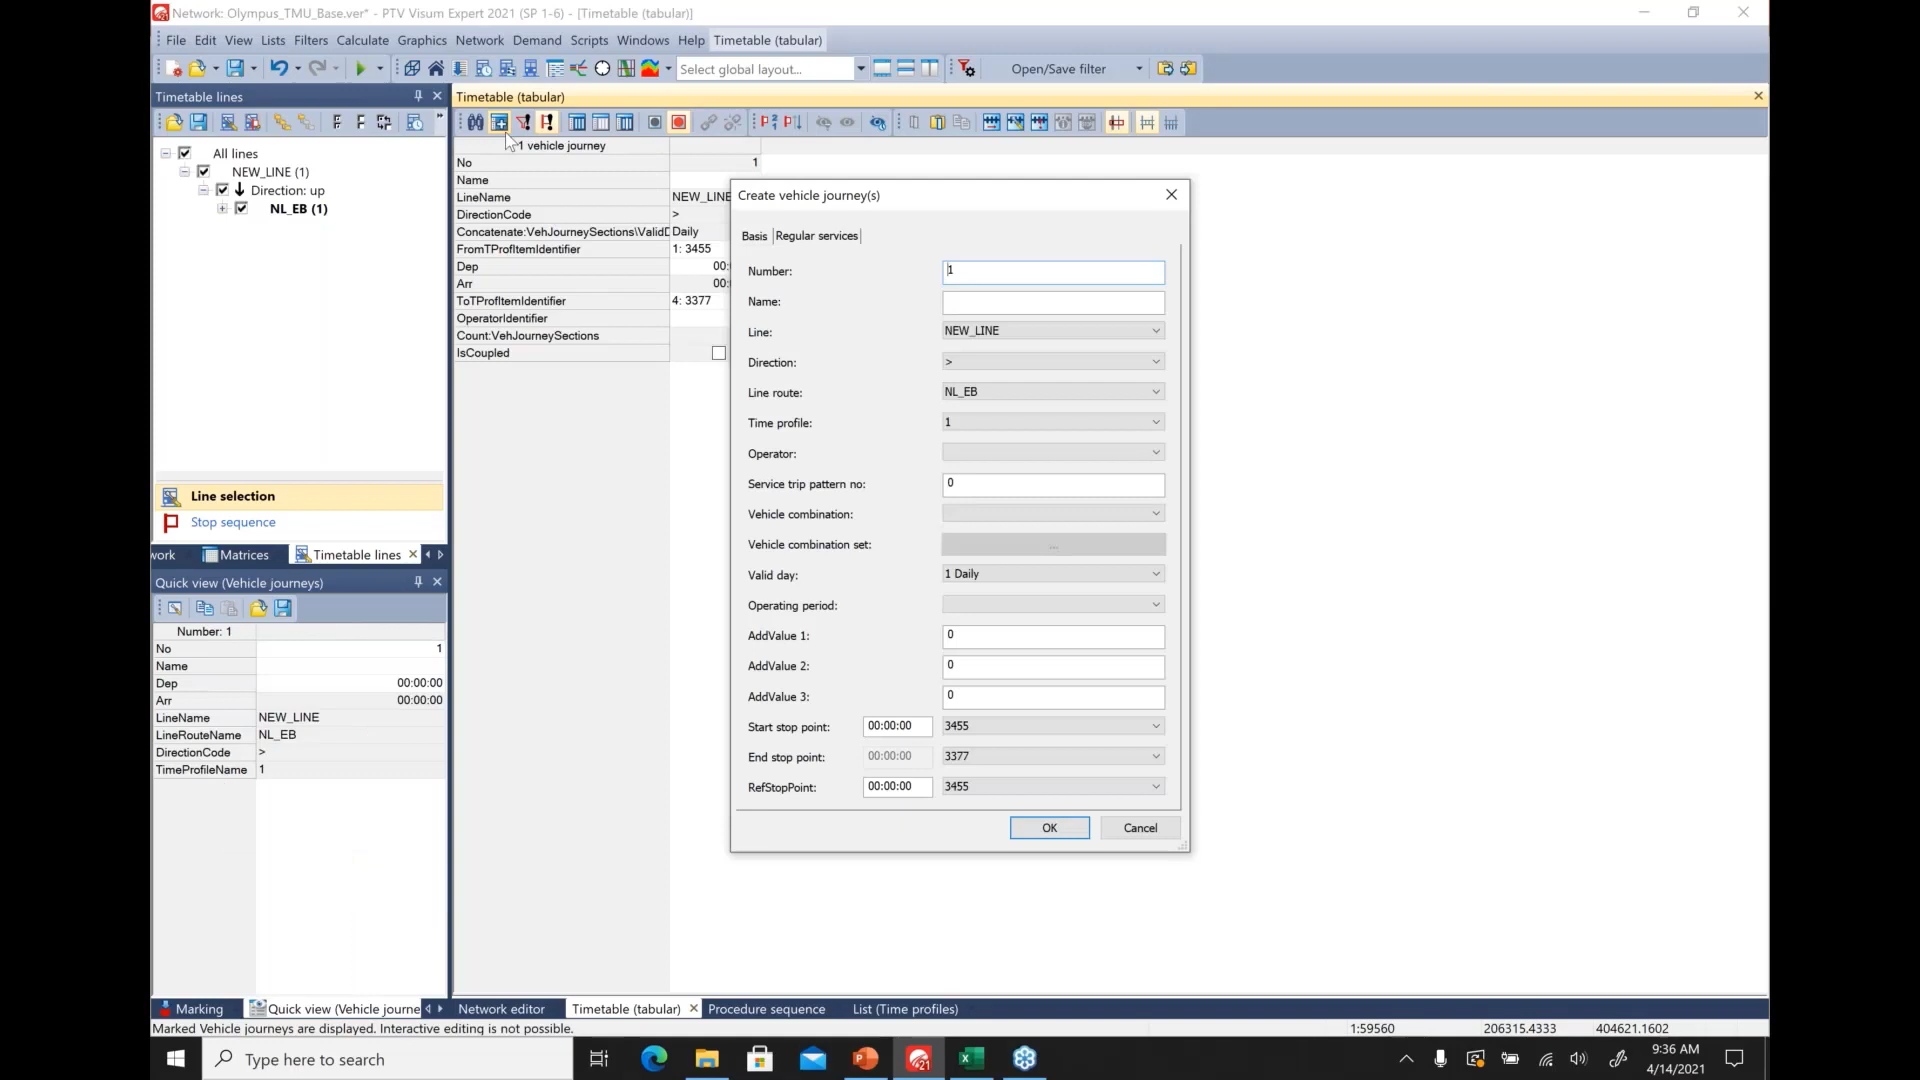 Network: Olympus_TMU_Base.ver* - PTV Visum Expert 2021 (SP 1-6) - [Timetable (tabular)]
File Edit View Lists Filters Calculate Graphics Network Demand Scripts Windows Help Timetable (tabular)
Select global layout...
Open/Save filter
Timetable lines
All lines
NEW_LINE (1)
Direction: up
NL_EB (1)
Line selection
Stop sequence
work Matrices Timetable lines
Quick view (Vehicle journeys)
Number: 1
No 1
Name
Dep 00:00:00
Arr 00:00:00
LineName NEW_LINE
LineRouteName NL_EB
DirectionCode >
TimeProfileName 1
Marking Quick view (Vehicle journe
Timetable (tabular)
1 vehicle journey
No 1
Name
LineName NEW_LINE
DirectionCode >
Concatenate:VehJourneySections\ValidD Daily
FromTProfItemIdentifier 1: 3455
Dep 00:
Arr 00:
ToTProfItemIdentifier 4: 3377
OperatorIdentifier
Count:VehJourneySections
IsCoupled
Create vehicle journey(s)
Basis Regular services
Number: 1
Name:
Line: NEW_LINE
Direction: >
Line route: NL_EB
Time profile: 1
Operator:
Service trip pattern no: 0
Vehicle combination:
Vehicle combination set: ...
Valid day: 1 Daily
Operating period:
AddValue 1: 0
AddValue 2: 0
AddValue 3: 0
Start stop point: 00:00:00 3455
End stop point: 00:00:00 3377
RefStopPoint: 00:00:00 3455
OK Cancel
Network editor Timetable (tabular) Procedure sequence List (Time profiles)
Marked Vehicle journeys are displayed. Interactive editing is not possible.
1:59560 206315.4333 404621.1602
Type here to search
21
9:36 AM
4/14/2021